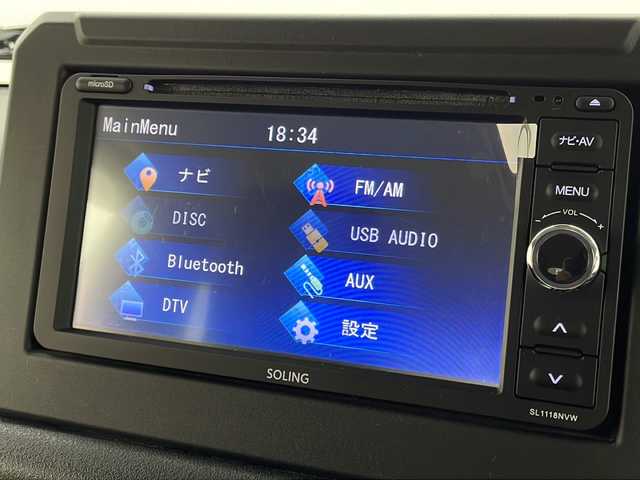 microSD
MainMenu 18:34
ナビ
FM/AM
DISC
USB AUDIO
Bluetooth
AUX
DTV
設定
ナビ・AV
MENU
VOL
- +
SOLING
SL1118NVW